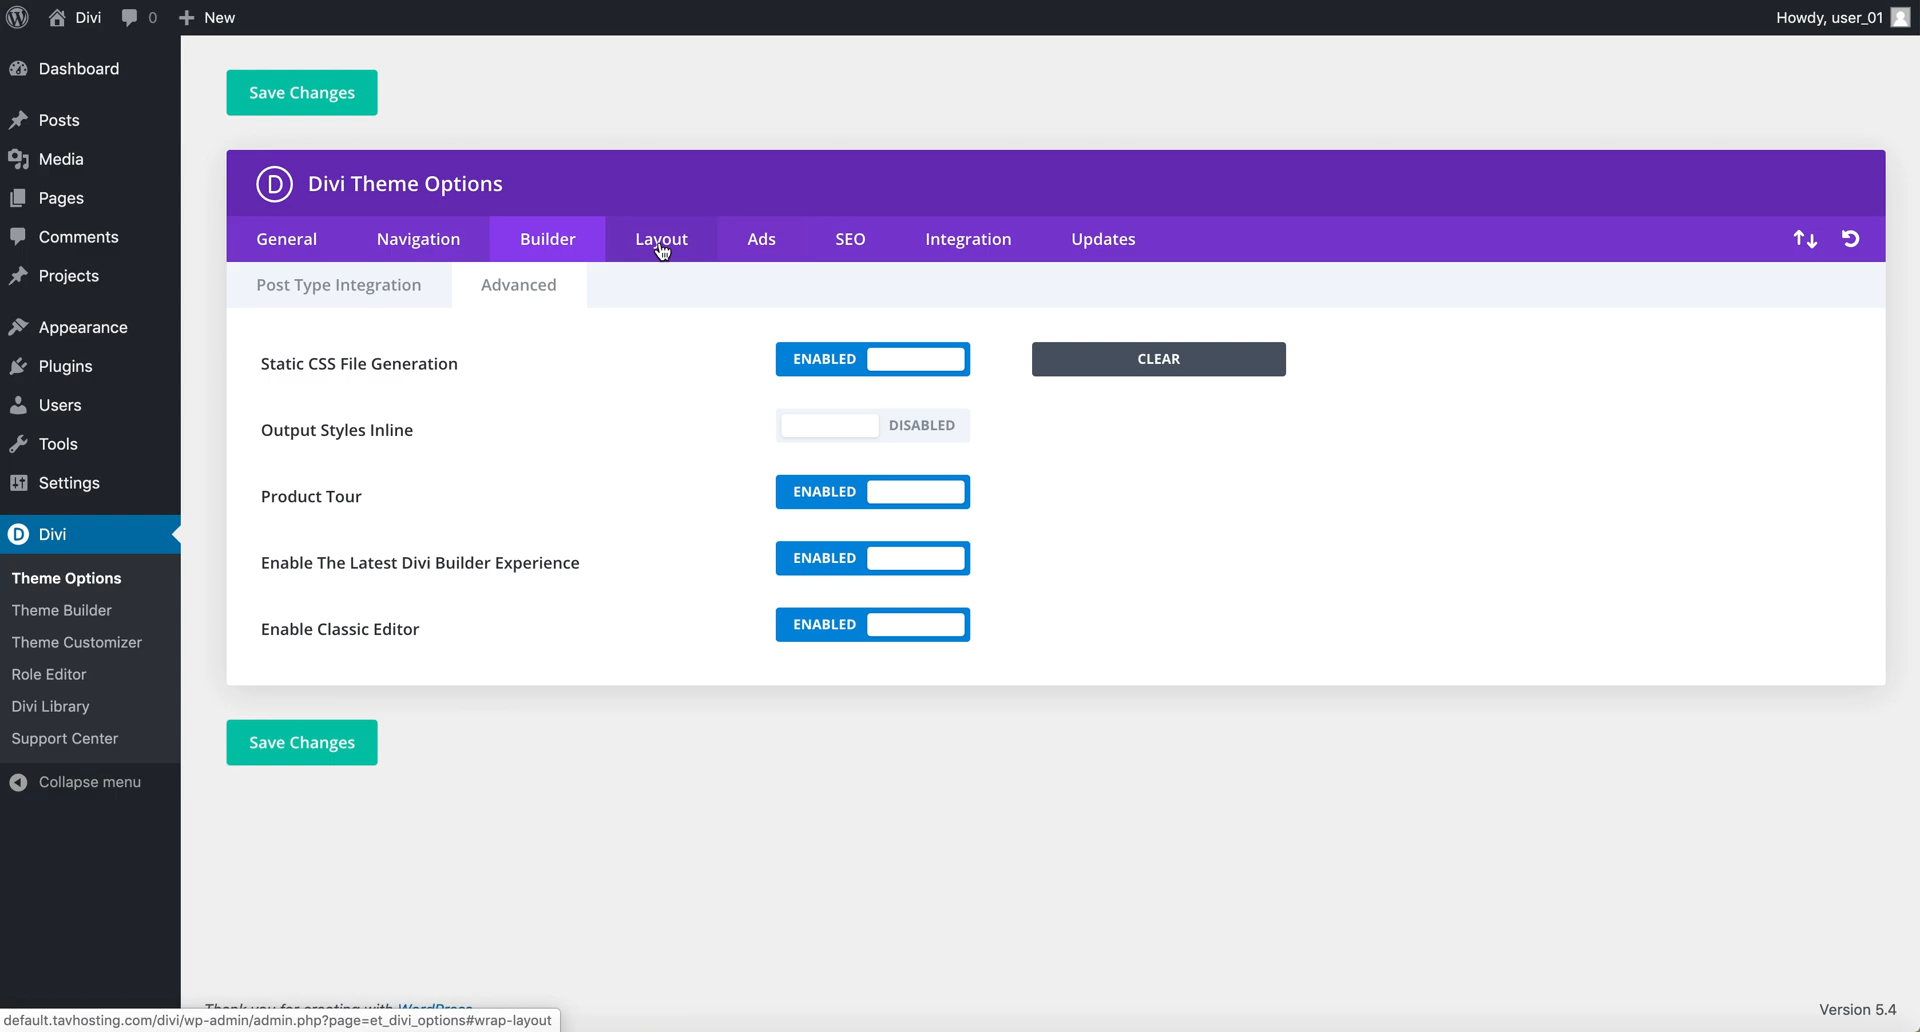 Divi
0
New
Howdy, user_01
Dashboard
Posts
Media
Pages
Comments
Projects
Appearance
Plugins
Users
Tools
Settings
D Divi
Theme Options
Theme Builder
Theme Customizer
Role Editor
Divi Library
Support Center
Collapse menu
Save Changes
D Divi Theme Options
General
Navigation
Builder
Layout
Ads
SEO
Integration
Updates
Post Type Integration
Advanced
Static CSS File Generation
ENABLED
CLEAR
Output Styles Inline
DISABLED
Product Tour
ENABLED
Enable The Latest Divi Builder Experience
ENABLED
Enable Classic Editor
ENABLED
Save Changes
Thank you for creating with WordPress
Version 5.4
default.tavhosting.com/divi/wp-admin/admin.php?page=et_divi_options#wrap-layout